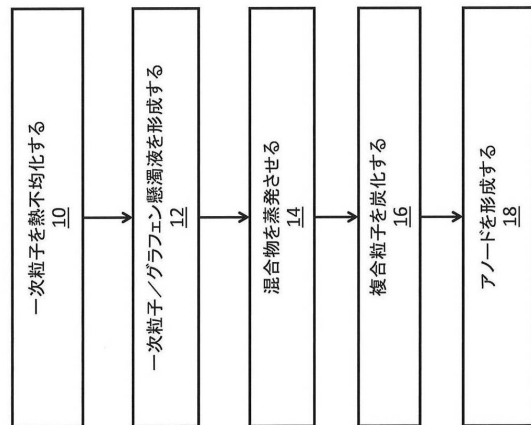 一次粒子を熱不均化する
10
一次粒子／グラフェン懸濁液を形成する
12
混合物を蒸発させる
14
複合粒子を炭化する
16
アノードを形成する
18